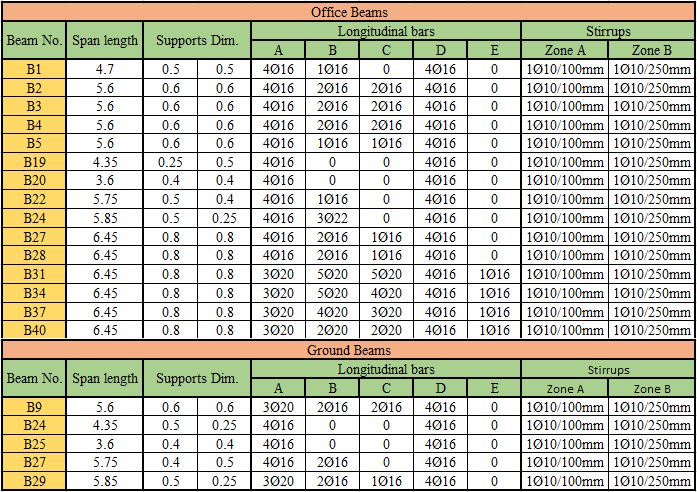 Office Beams
Beam No. Span length Supports Dim. Longitudinal bars Stirrups
A B C D E Zone A Zone B
B1 4.7 0.5 0.5 4Ø16 1Ø16 0 4Ø16 0 1Ø10/100mm 1Ø10/250mm
B2 5.6 0.6 0.6 4Ø16 2Ø16 2Ø16 4Ø16 0 1Ø10/100mm 1Ø10/250mm
B3 5.6 0.6 0.6 4Ø16 2Ø16 2Ø16 4Ø16 0 1Ø10/100mm 1Ø10/250mm
B4 5.6 0.6 0.6 4Ø16 2Ø16 2Ø16 4Ø16 0 1Ø10/100mm 1Ø10/250mm
B5 5.6 0.6 0.6 4Ø16 1Ø16 1Ø16 4Ø16 0 1Ø10/100mm 1Ø10/250mm
B19 4.35 0.25 0.5 4Ø16 0 0 4Ø16 0 1Ø10/100mm 1Ø10/250mm
B20 3.6 0.4 0.4 4Ø16 0 0 4Ø16 0 1Ø10/100mm 1Ø10/250mm
B22 5.75 0.5 0.4 4Ø16 1Ø16 0 4Ø16 0 1Ø10/100mm 1Ø10/250mm
B24 5.85 0.5 0.25 4Ø16 3Ø22 0 4Ø16 0 1Ø10/100mm 1Ø10/250mm
B27 6.45 0.8 0.8 4Ø16 2Ø16 1Ø16 4Ø16 0 1Ø10/100mm 1Ø10/250mm
B28 6.45 0.8 0.8 4Ø16 2Ø16 1Ø16 4Ø16 0 1Ø10/100mm 1Ø10/250mm
B31 6.45 0.8 0.8 3Ø20 5Ø20 5Ø20 4Ø16 1Ø16 1Ø10/100mm 1Ø10/250mm
B34 6.45 0.8 0.8 3Ø20 5Ø20 4Ø20 4Ø16 1Ø16 1Ø10/100mm 1Ø10/250mm
B37 6.45 0.8 0.8 3Ø20 4Ø20 3Ø20 4Ø16 1Ø16 1Ø10/100mm 1Ø10/250mm
B40 6.45 0.8 0.8 3Ø20 2Ø20 2Ø20 4Ø16 1Ø16 1Ø10/100mm 1Ø10/250mm
Ground Beams
Beam No. Span length Supports Dim. Longitudinal bars Stirrups
A B C D E Zone A Zone B
B9 5.6 0.6 0.6 3Ø20 2Ø16 2Ø16 4Ø16 0 1Ø10/100mm 1Ø10/250mm
B24 4.35 0.5 0.25 4Ø16 0 0 4Ø16 0 1Ø10/100mm 1Ø10/250mm
B25 3.6 0.4 0.4 4Ø16 0 0 4Ø16 0 1Ø10/100mm 1Ø10/250mm
B27 5.75 0.4 0.5 4Ø16 2Ø16 0 4Ø16 0 1Ø10/100mm 1Ø10/250mm
B29 5.85 0.5 0.25 3Ø20 2Ø16 1Ø16 4Ø16 0 1Ø10/100mm 1Ø10/250mm